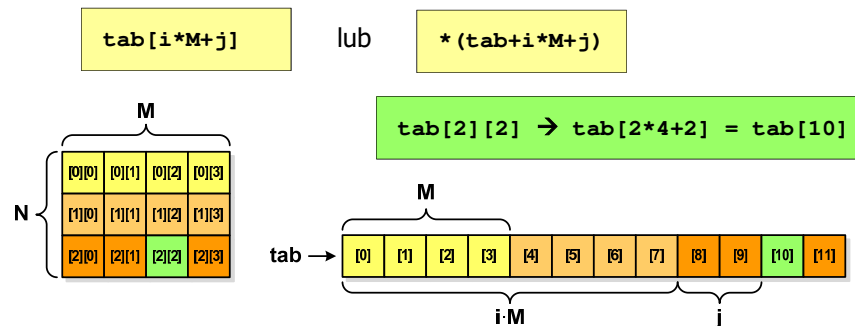 tab[i*M+j] lub *(tab+i*M+j)
tab[2][2] → tab[2*4+2] = tab[10]
M
N
[0][0] [0][1] [0][2] [0][3]
[1][0] [1][1] [1][2] [1][3]
[2][0] [2][1] [2][2] [2][3]
M
tab → [0] [1] [2] [3] [4] [5] [6] [7] [8] [9] [10] [11]
i·M j